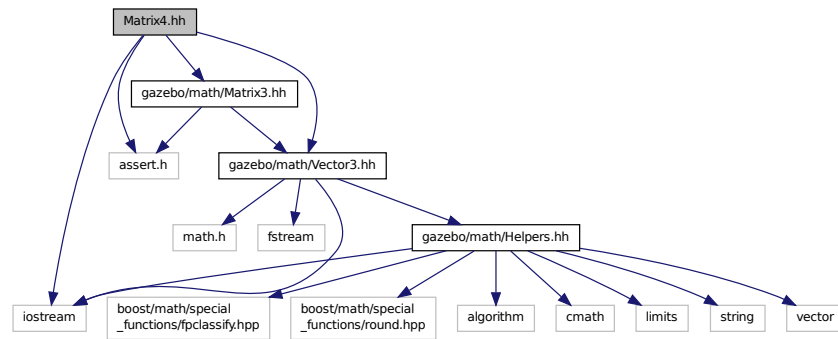 Matrix4.hh
gazebo/math/Matrix3.hh
assert.h
gazebo/math/Vector3.hh
math.h
fstream
gazebo/math/Helpers.hh
iostream
boost/math/special
_functions/fpclassify.hpp
boost/math/special
_functions/round.hpp
algorithm
cmath
limits
string
vector